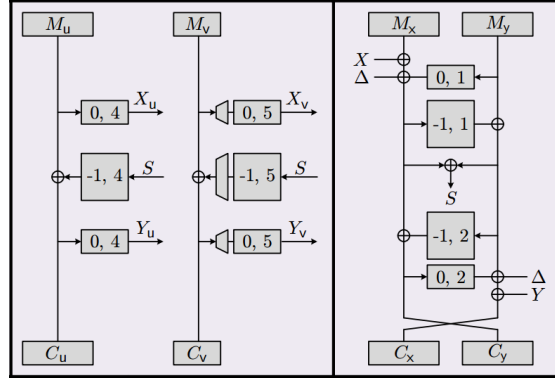 M_u M_v
0, 4 X_u 0, 5 X_v
-1, 4 S -1, 5 S
0, 4 Y_u 0, 5 Y_v
C_u C_v
M_x M_y
X
Δ 0, 1
-1, 1
S
-1, 2
0, 2 Δ
Y
C_x C_y